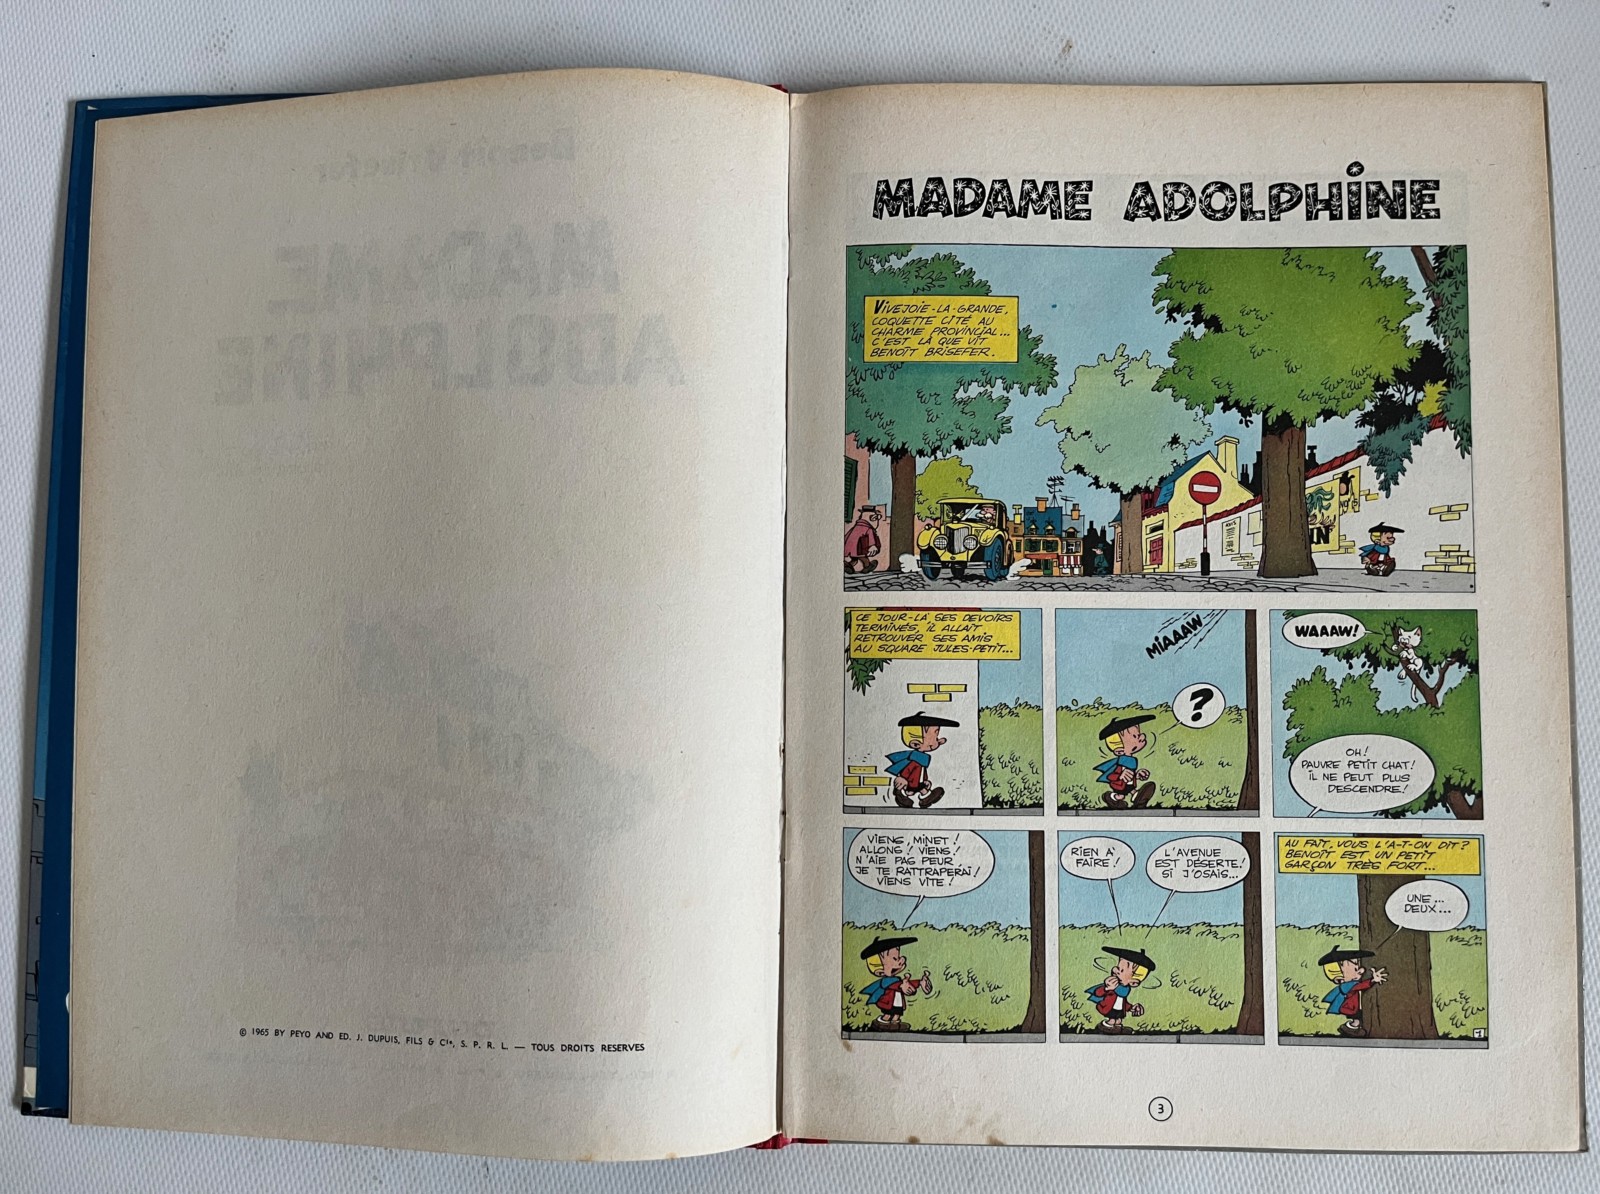 © 1965 BY PEYO AND ED. J. DUPUIS, FILS & Cie, S. P. R. L. — TOUS DROITS RESERVES
MADAME ADOLPHINE
VIVEJOIE-LA-GRANDE,
COQUETTE CITÉ AU
CHARME PROVINCIAL...
C'EST LÀ QUE VIT
BENOÎT BRISEFER.
CE JOUR-LÀ, SES DEVOIRS
TERMINÉS, IL ALLAIT
RETROUVER SES AMIS
AU SQUARE JULES-PETIT...
MIAAAW
?
WAAAW!
OH!
PAUVRE PETIT CHAT!
IL NE PEUT PLUS
DESCENDRE!
VIENS, MINET!
ALLONS! VIENS!
N'AIE PAS PEUR,
JE TE RATTRAPERAI!
VIENS VITE!
RIEN À
FAIRE!
L'AVENUE
EST DÉSERTE!
SI J'OSAIS...
AU FAIT, VOUS L'A-T-ON DIT?
BENOÎT EST UN PETIT
GARÇON TRÈS FORT...
UNE...
DEUX...
1
3